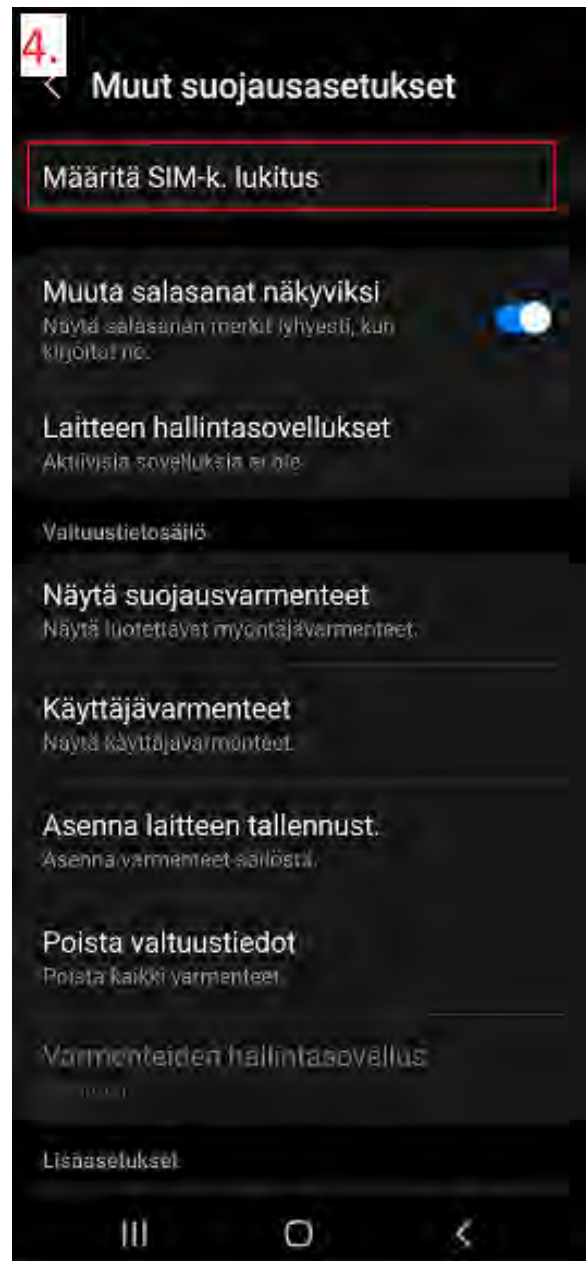 4.
Muut suojausasetukset
Määritä SIM-k. lukitus
Muuta salasanat näkyviksi
Näytä salasanan merkit lyhyesti, kun
kirjoitat ne.
Laitteen hallintasovellukset
Aktiivisia sovelluksia ei ole
Valtuustietosäilö
Näytä suojausvarmenteet
Näytä luotettavat myöntäjävarmenteet.
Käyttäjävarmenteet
Näytä käyttäjävarmenteet.
Asenna laitteen tallennust.
Asenna varmenteet säilöstä.
Poista valtuustiedot
Poista kaikki varmenteet.
Varmenteiden hallintasovellus
Lisäasetukset